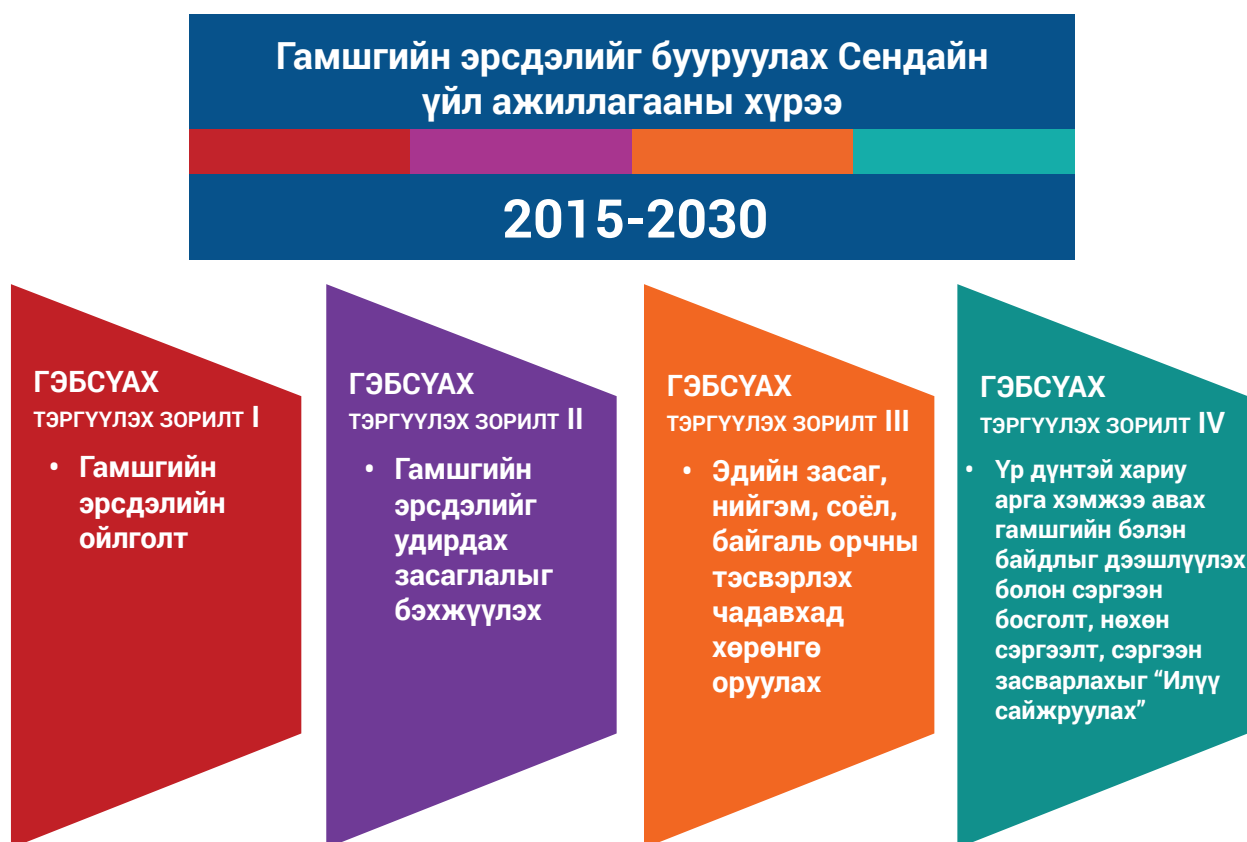 Гамшгийн эрсдэлийг бууруулах Сендайн
үйл ажиллагааны хүрээ
2015-2030
ГЭБСҮАХ
ТЭРГҮҮЛЭХ ЗОРИЛТ I
• Гамшгийн
эрсдэлийн
ойлголт
ГЭБСҮАХ
ТЭРГҮҮЛЭХ ЗОРИЛТ II
• Гамшгийн
эрсдэлийг
удирдах
засаглалыг
бэхжүүлэх
ГЭБСҮАХ
ТЭРГҮҮЛЭХ ЗОРИЛТ III
• Эдийн засаг,
нийгэм, соёл,
байгаль орчны
тэсвэрлэх
чадавхад
хөрөнгө
оруулах
ГЭБСҮАХ
ТЭРГҮҮЛЭХ ЗОРИЛТ IV
• Үр дүнтэй хариу
арга хэмжээ авах
гамшгийн бэлэн
байдлыг дээшлүүлэх
болон сэргээн
босголт, нөхөн
сэргээлт, сэргээн
засварлахыг “Илүү
сайжруулах”